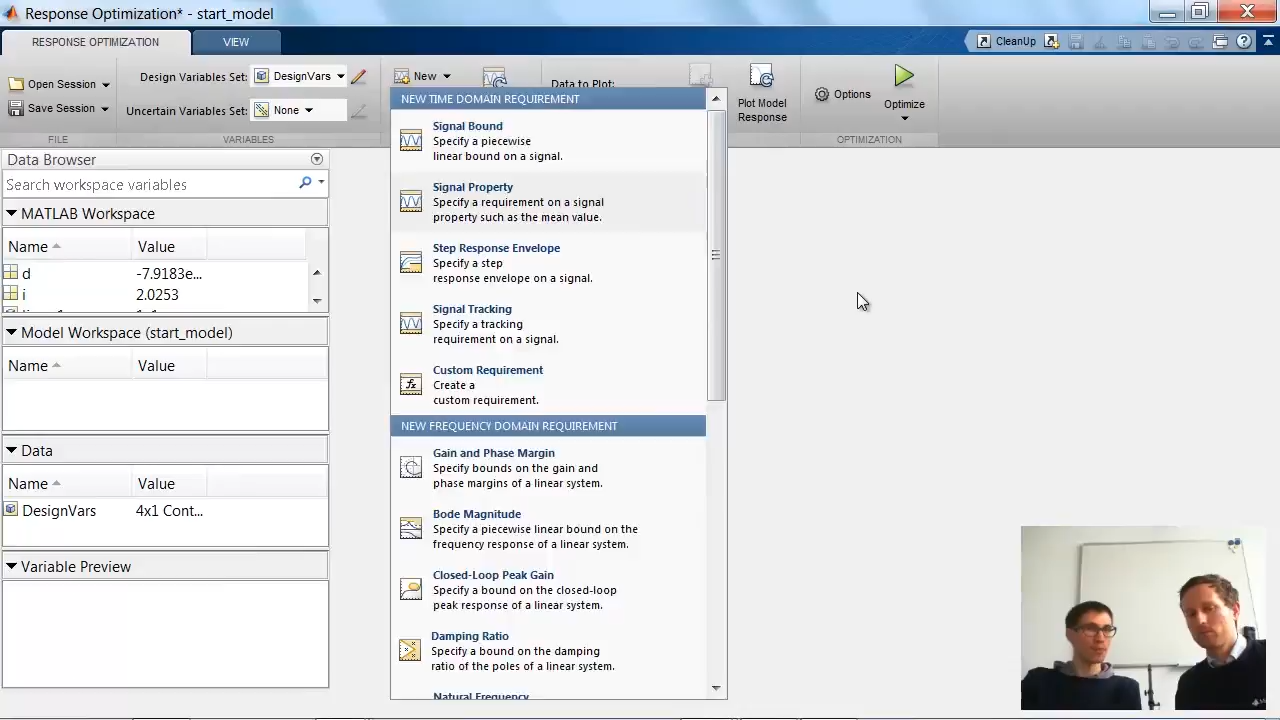 Response Optimization* - start_model
RESPONSE OPTIMIZATION
VIEW
CleanUp
Open Session
Save Session
FILE
Design Variables Set:
DesignVars
Uncertain Variables Set:
None
VARIABLES
New
Data to Plot:
Plot Model
Response
Options
Optimize
OPTIMIZATION
Data Browser
Search workspace variables
MATLAB Workspace
Name Value
d -7.9183e...
i 2.0253
Model Workspace (start_model)
Name Value
Data
Name Value
DesignVars 4x1 Cont...
Variable Preview
NEW TIME DOMAIN REQUIREMENT
Signal Bound
Specify a piecewise
linear bound on a signal.
Signal Property
Specify a requirement on a signal
property such as the mean value.
Step Response Envelope
Specify a step
response envelope on a signal.
Signal Tracking
Specify a tracking
requirement on a signal.
Custom Requirement
Create a
custom requirement.
NEW FREQUENCY DOMAIN REQUIREMENT
Gain and Phase Margin
Specify bounds on the gain and
phase margins of a linear system.
Bode Magnitude
Specify a piecewise linear bound on the
frequency response of a linear system.
Closed-Loop Peak Gain
Specify a bound on the closed-loop
peak response of a linear system.
Damping Ratio
Specify a bound on the damping
ratio of the poles of a linear system.
Natural Frequency